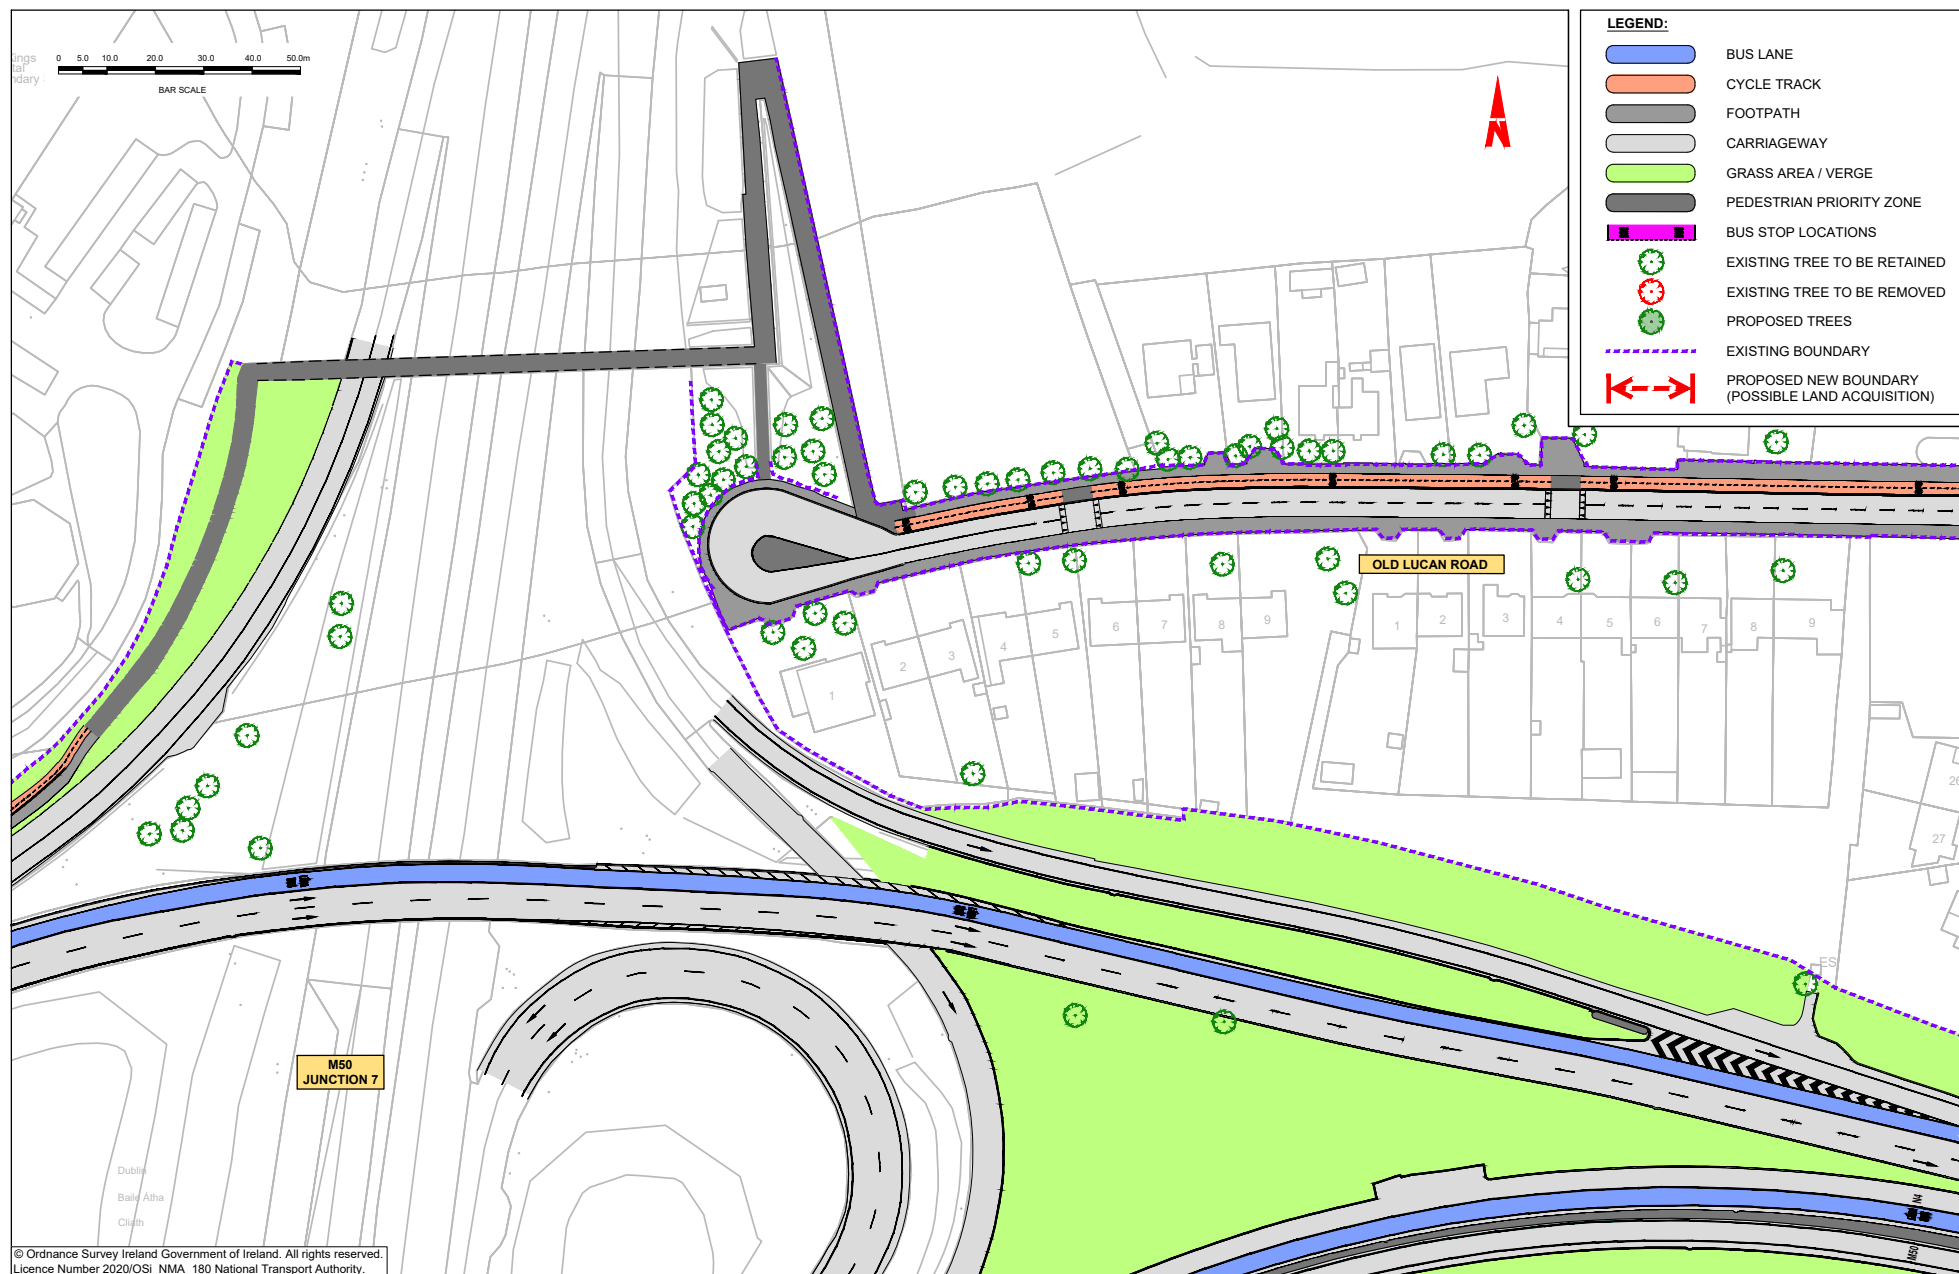 0 5.0 10.0 20.0 30.0 40.0 50.0m
BAR SCALE
LEGEND:
BUS LANE
CYCLE TRACK
FOOTPATH
CARRIAGEWAY
GRASS AREA / VERGE
PEDESTRIAN PRIORITY ZONE
BUS STOP LOCATIONS
EXISTING TREE TO BE RETAINED
EXISTING TREE TO BE REMOVED
PROPOSED TREES
EXISTING BOUNDARY
PROPOSED NEW BOUNDARY
(POSSIBLE LAND ACQUISITION)
N
OLD LUCAN ROAD
1 2 3 4 5 6 7 8 9
1 2 3 4 5 6 7 8 9
26
27
ES
M50
JUNCTION 7
Dublin
Baile Átha
Cliath
N4
M50
© Ordnance Survey Ireland Government of Ireland. All rights reserved.
Licence Number 2020/OSi_NMA_180 National Transport Authority.